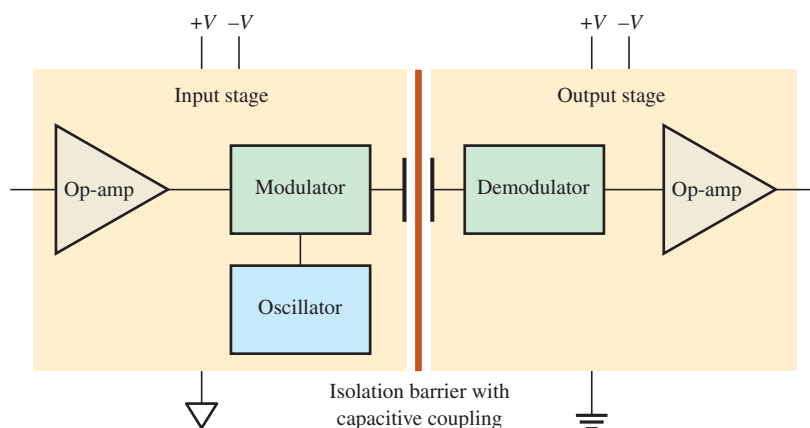 +V –V
+V –V
Input stage
Output stage
Op-amp
Modulator
Demodulator
Op-amp
Oscillator
Isolation barrier with
capacitive coupling